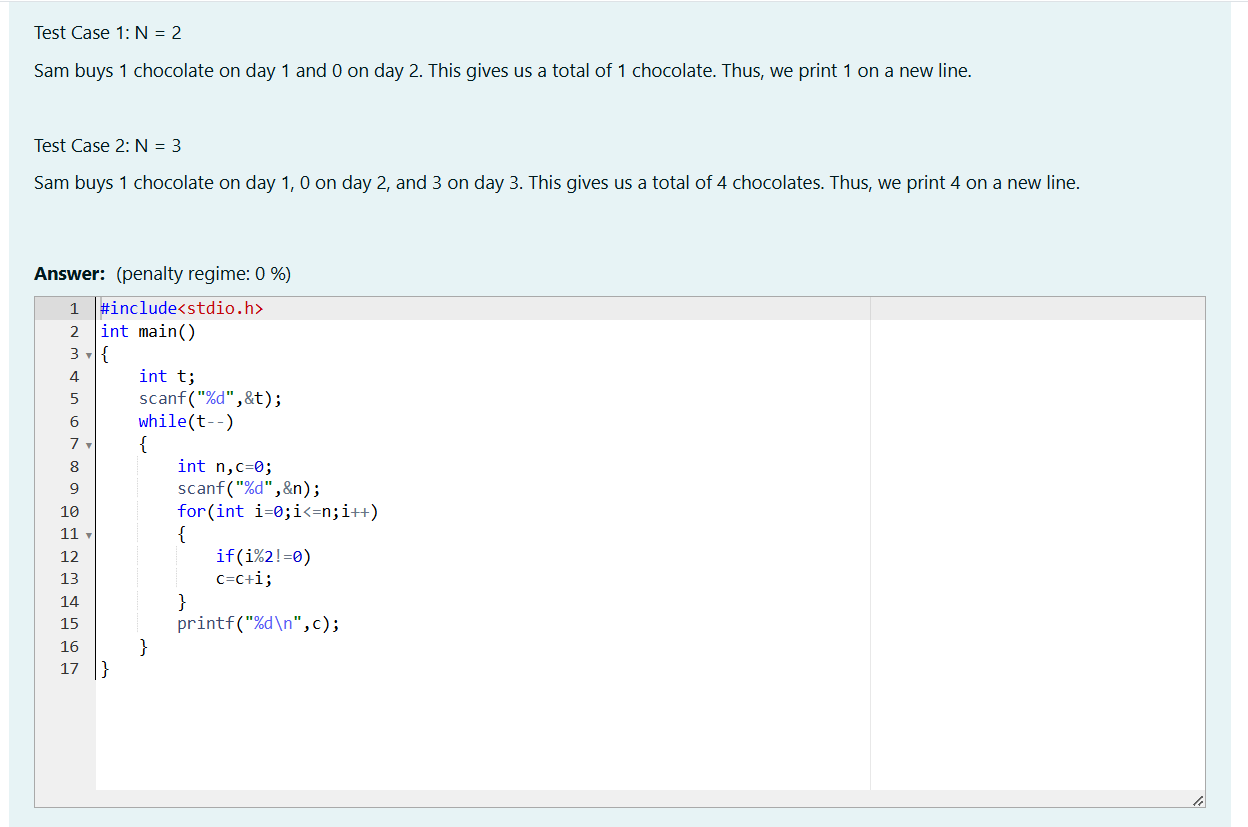 Test Case 1: N = 2
Sam buys 1 chocolate on day 1 and 0 on day 2. This gives us a total of 1 chocolate. Thus, we print 1 on a new line.
Test Case 2: N = 3
Sam buys 1 chocolate on day 1, 0 on day 2, and 3 on day 3. This gives us a total of 4 chocolates. Thus, we print 4 on a new line.
Answer: (penalty regime: 0 %)
1 #include<stdio.h>
2 int main()
3 {
4     int t;
5     scanf("%d",&t);
6     while(t--)
7     {
8         int n,c=0;
9         scanf("%d",&n);
10         for(int i=0;i<=n;i++)
11         {
12             if(i%2!=0)
13             c=c+i;
14         }
15         printf("%d\n",c);
16     }
17 }